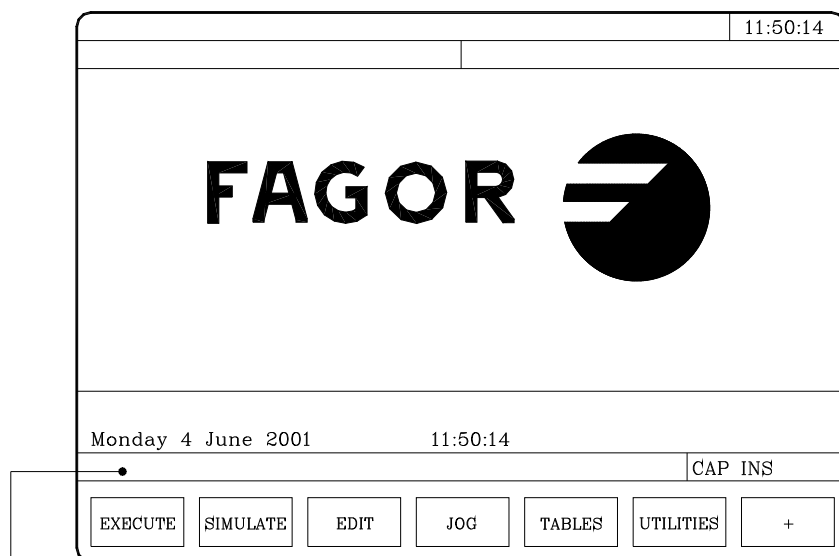 11:50:14
FAGOR
Monday 4 June 2001 11:50:14
CAP INS
EXECUTE SIMULATE EDIT JOG TABLES UTILITIES +